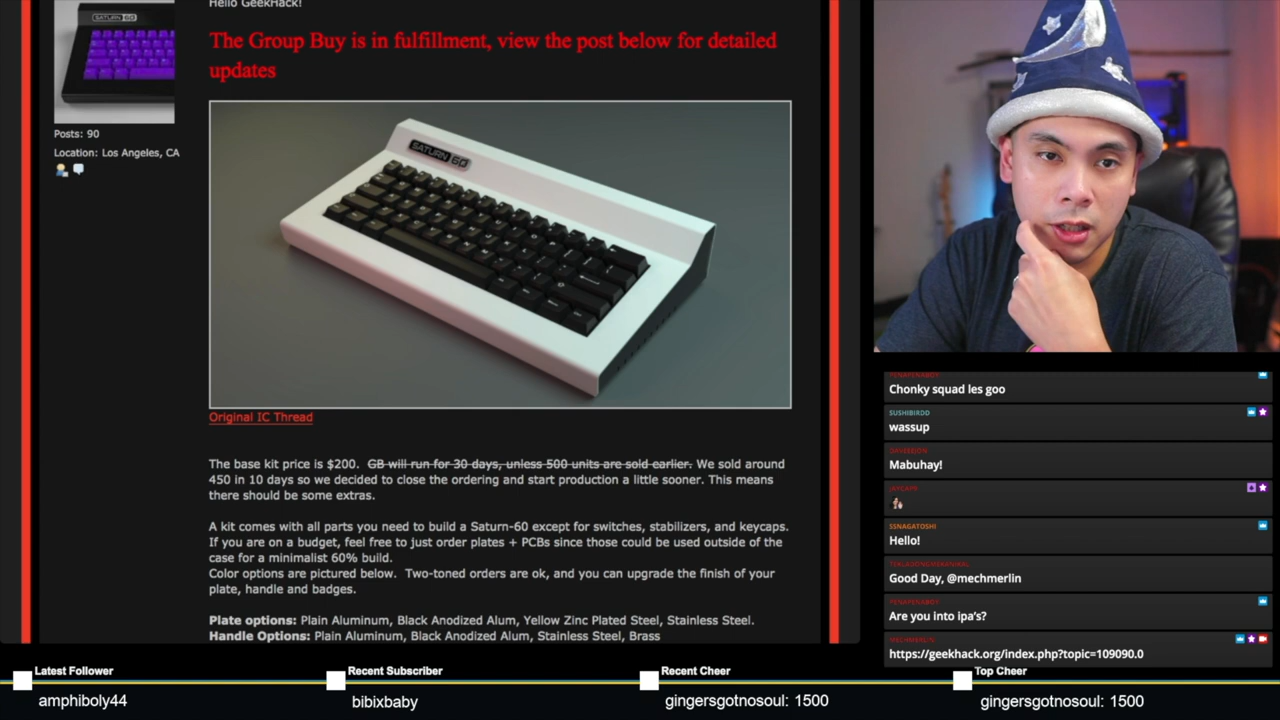 Hello GeekHack!
The Group Buy is in fulfillment, view the post below for detailed
updates
SATURN 60
Posts: 90
Location: Los Angeles, CA
SATURN 60
Original IC Thread
The base kit price is $200. GB will run for 30 days, unless 500 units are sold earlier. We sold around
450 in 10 days so we decided to close the ordering and start production a little sooner. This means
there should be some extras.
A kit comes with all parts you need to build a Saturn-60 except for switches, stabilizers, and keycaps.
If you are on a budget, feel free to just order plates + PCBs since those could be used outside of the
case for a minimalist 60% build.
Color options are pictured below. Two-toned orders are ok, and you can upgrade the finish of your
plate, handle and badges.
Plate options: Plain Aluminum, Black Anodized Alum, Yellow Zinc Plated Steel, Stainless Steel.
Handle Options: Plain Aluminum, Black Anodized Alum, Stainless Steel, Brass
Chonky squad les goo
SUSHIBIRDD
wassup
Mabuhay!
Hello!
SSNAGATOSHI
Good Day, @mechmerlin
Are you into ipa's?
MECHMERLIN
https://geekhack.org/index.php?topic=109090.0
Latest Follower
amphiboly44
Recent Subscriber
bibixbaby
Recent Cheer
gingersgotnosoul: 1500
Top Cheer
gingersgotnosoul: 1500